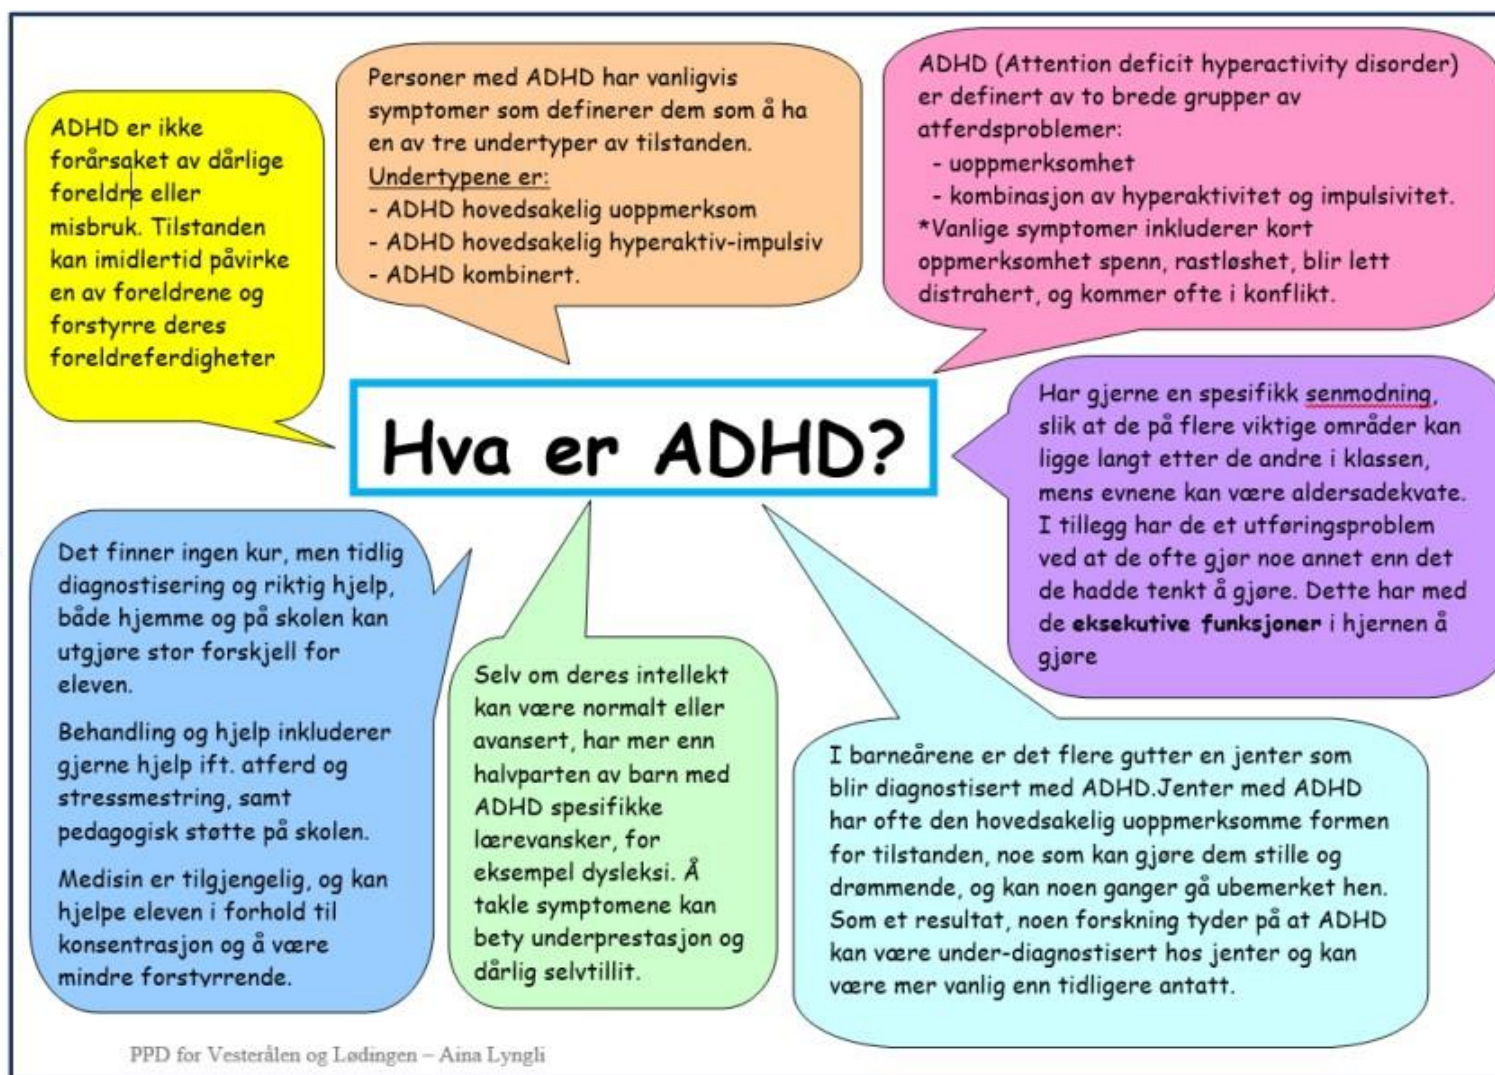 ADHD er ikke
forårsaket av dårlige
foreldre eller
misbruk. Tilstanden
kan imidlertid påvirke
en av foreldrene og
forstyrre deres
foreldreferdigheter
Personer med ADHD har vanligvis
symptomer som definerer dem som å ha
en av tre undertyper av tilstanden.
Undertypene er:
- ADHD hovedsakelig uoppmerksom
- ADHD hovedsakelig hyperaktiv-impulsiv
- ADHD kombinert.
ADHD (Attention deficit hyperactivity disorder)
er definert av to brede grupper av
atferdsproblemer:
- uoppmerksomhet
- kombinasjon av hyperaktivitet og impulsivitet.
*Vanlige symptomer inkluderer kort
oppmerksomhet spenn, rastløshet, blir lett
distrahert, og kommer ofte i konflikt.
Hva er ADHD?
Har gjerne en spesifikk senmodning,
slik at de på flere viktige områder kan
ligge langt etter de andre i klassen,
mens evnene kan være aldersadekvate.
I tillegg har de et utføringsproblem
ved at de ofte gjør noe annet enn det
de hadde tenkt å gjøre. Dette har med
de eksekutive funksjoner i hjernen å
gjøre
Det finner ingen kur, men tidlig
diagnostisering og riktig hjelp,
både hjemme og på skolen kan
utgjøre stor forskjell for
eleven.
Behandling og hjelp inkluderer
gjerne hjelp ift. atferd og
stressmestring, samt
pedagogisk støtte på skolen.
Medisin er tilgjengelig, og kan
hjelpe eleven i forhold til
konsentrasjon og å være
mindre forstyrrende.
Selv om deres intellekt
kan være normalt eller
avansert, har mer enn
halvparten av barn med
ADHD spesifikke
lærevansker, for
eksempel dysleksi. Å
takle symptomene kan
bety underprestasjon og
dårlig selvtillit.
I barneårene er det flere gutter en jenter som
blir diagnostisert med ADHD.Jenter med ADHD
har ofte den hovedsakelig uoppmerksomme formen
for tilstanden, noe som kan gjøre dem stille og
drømmende, og kan noen ganger gå ubemerket hen.
Som et resultat, noen forskning tyder på at ADHD
kan være under-diagnostisert hos jenter og kan
være mer vanlig enn tidligere antatt.
PPD for Vesterålen og Lødingen – Aina Lyngli